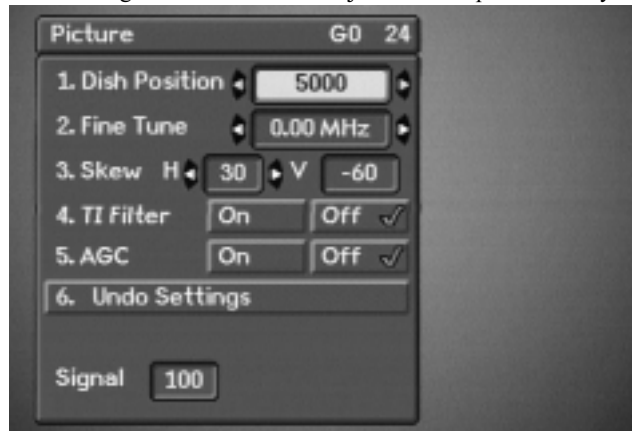 Picture G0 24
1. Dish Position 5000
2. Fine Tune 0.00 MHz
3. Skew H 30 V -60
4. TI Filter On Off
5. AGC On Off
6. Undo Settings
Signal 100